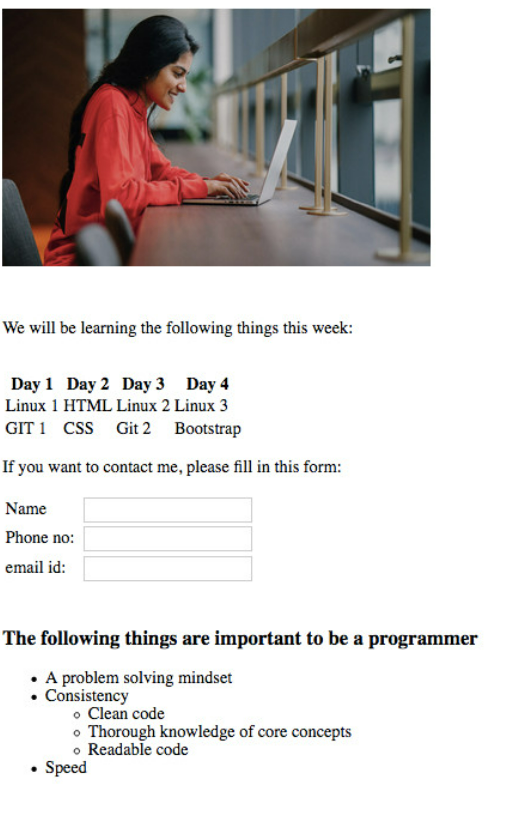 We will be learning the following things this week:
Day 1 Day 2 Day 3 Day 4
Linux 1 HTML Linux 2 Linux 3
GIT 1 CSS Git 2 Bootstrap
If you want to contact me, please fill in this form:
Name
Phone no:
email id:
The following things are important to be a programmer
A problem solving mindset
Consistency
Clean code
Thorough knowledge of core concepts
Readable code
Speed